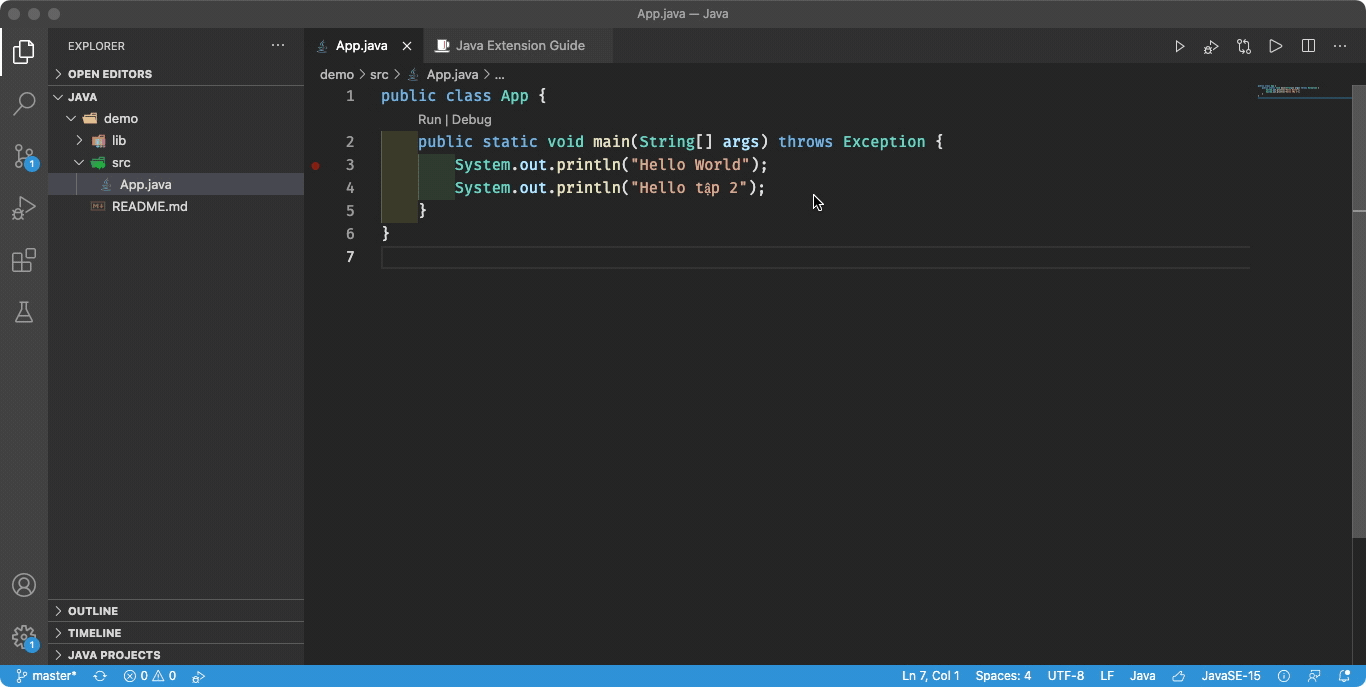 App.java — Java
EXPLORER
App.java
Java Extension Guide
OPEN EDITORS
JAVA
demo
lib
src
App.java
README.md
demo > src > App.java > ...
1 public class App {
Run | Debug
2 public static void main(String[] args) throws Exception {
3 System.out.println("Hello World");
4 System.out.println("Hello tập 2");
5 }
6 }
7
1
OUTLINE
TIMELINE
JAVA PROJECTS
1
master*
0
0
Ln 7, Col 1
Spaces: 4
UTF-8
LF
Java
JavaSE-15